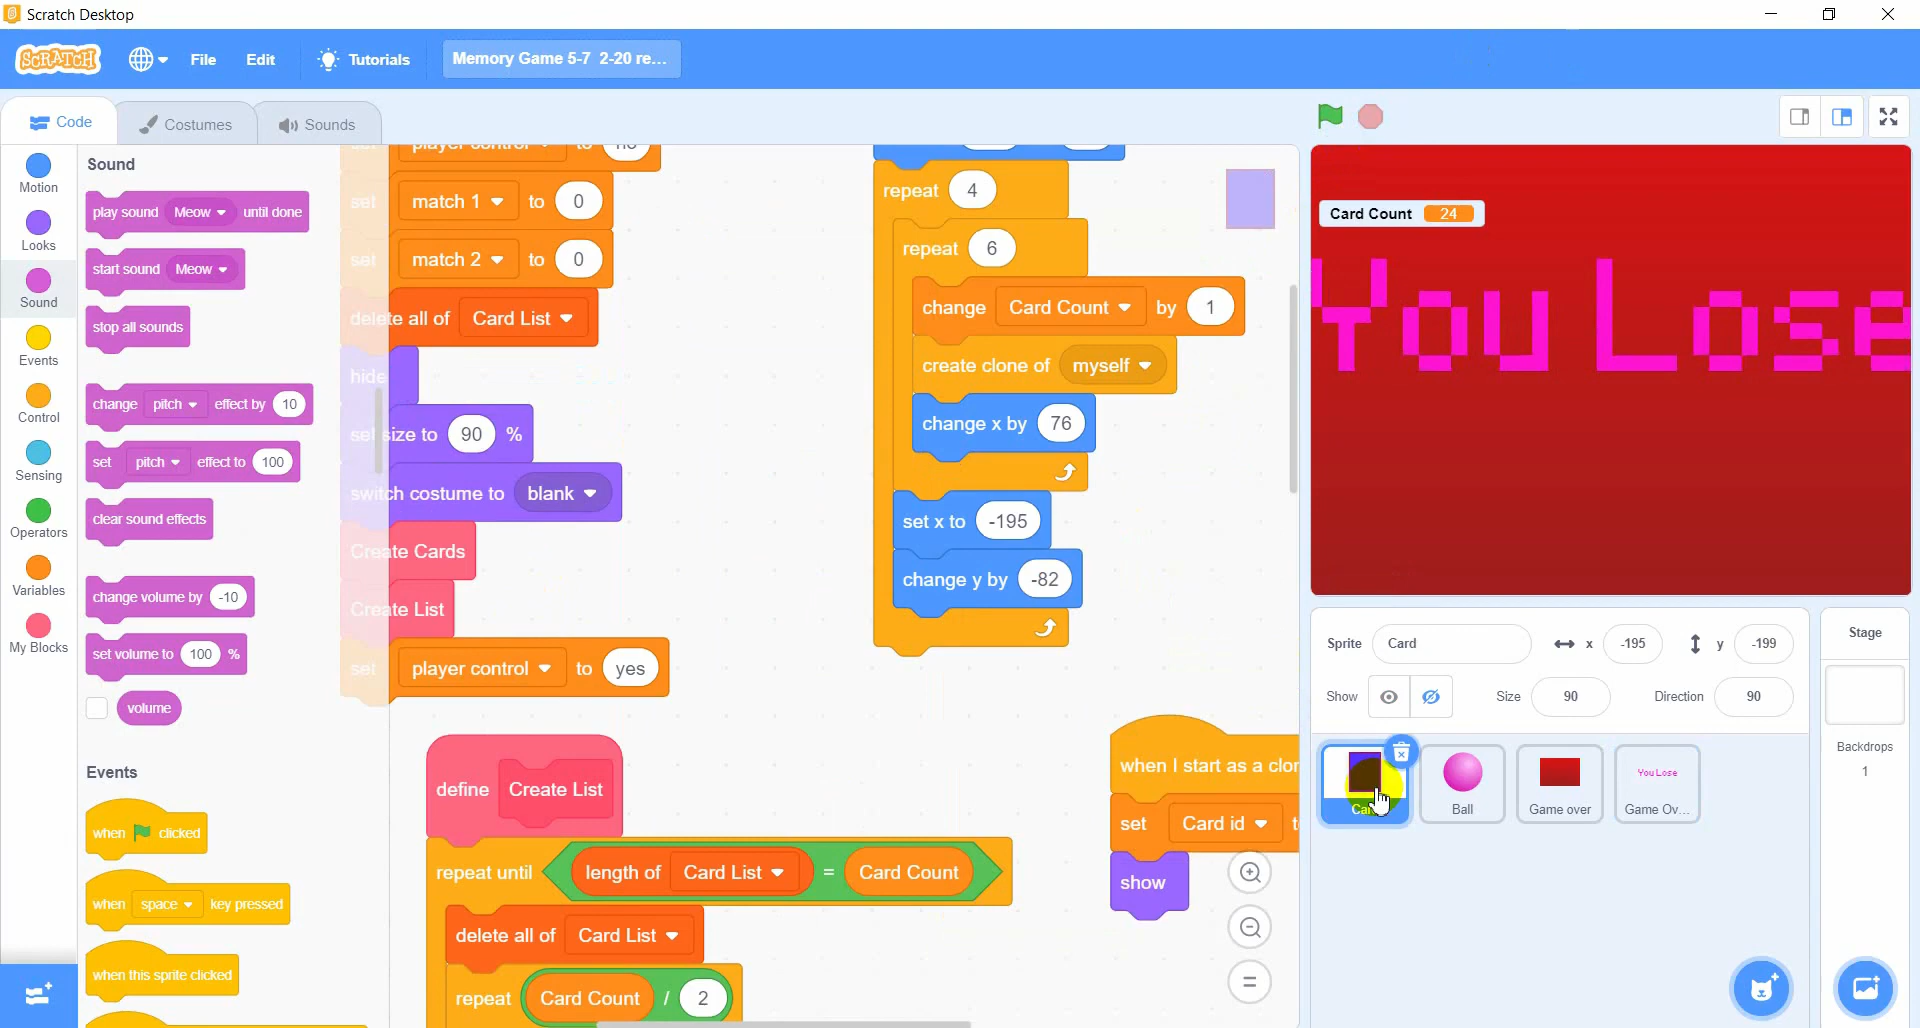 Scratch Desktop
SCRATCH
File
Edit
Tutorials
Memory Game 5-7 2-20 re...
Code
Costumes
Sounds
Motion
Looks
Sound
Events
Control
Sensing
Operators
Variables
My Blocks
Sound
play sound Meow until done
start sound Meow
stop all sounds
change pitch effect by 10
set pitch effect to 100
clear sound effects
change volume by -10
set volume to 100 %
volume
Events
when clicked
when space key pressed
when this sprite clicked
set player control to no
set match 1 to 0
set match 2 to 0
delete all of Card List
hide
set size to 90 %
switch costume to blank
Create Cards
Create List
set player control to yes
define Create List
repeat until length of Card List = Card Count
delete all of Card List
repeat Card Count / 2
repeat 4
repeat 6
change Card Count by 1
create clone of myself
change x by 76
set x to -195
change y by -82
when I start as a clon
set Card id t
show
Card Count 24
You Lose
Sprite Card x -195 y -199
Show Size 90 Direction 90
Ball
Game over
You Lose
Game Ov...
Stage
Backdrops
1